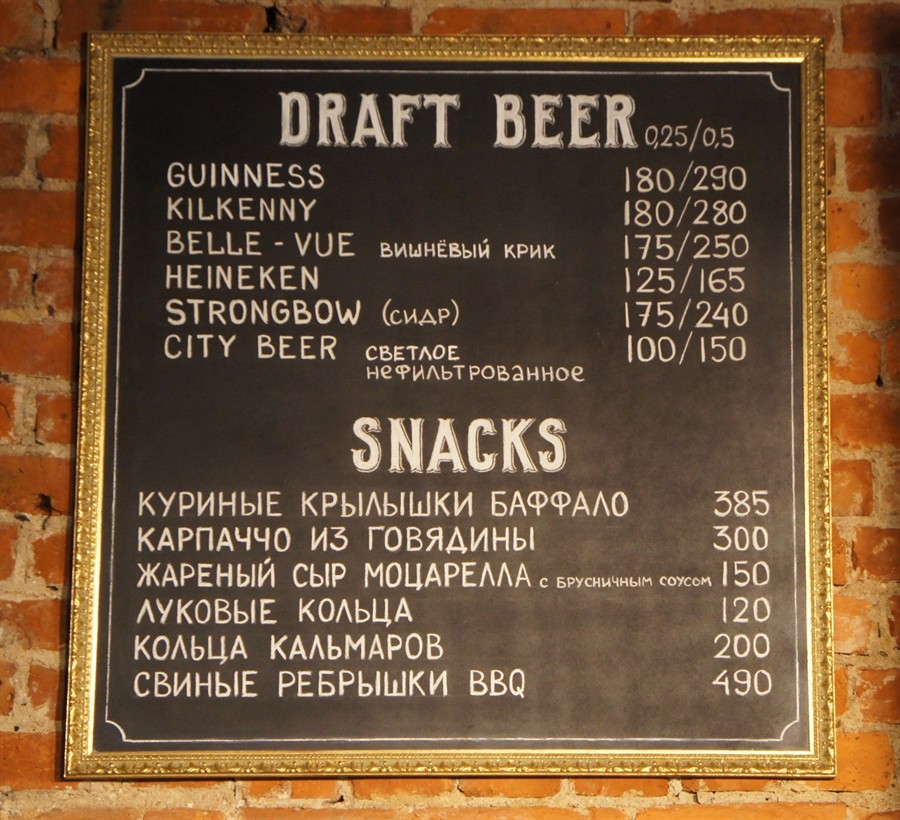 DRAFT BEER 0,25/0,5
GUINNESS 180/290
KILKENNY 180/280
BELLE - VUE ВИШНЁВЫЙ КРИК 175/250
HEINEKEN 125/165
STRONGBOW (СИДР) 175/240
CITY BEER СВЕТЛОЕ 100/150
НЕФИЛЬТРОВАННОЕ
SNACKS
КУРИНЫЕ КРЫЛЫШКИ БАФФАЛО 385
КАРПАЧЧО ИЗ ГОВЯДИНЫ 300
ЖАРЕНЫЙ СЫР МОЦАРЕЛЛА С БРУСНИЧНЫМ СОУСОМ 150
ЛУКОВЫЕ КОЛЬЦА 120
КОЛЬЦА КАЛЬМАРОВ 200
СВИНЫЕ РЕБРЫШКИ BBQ 490